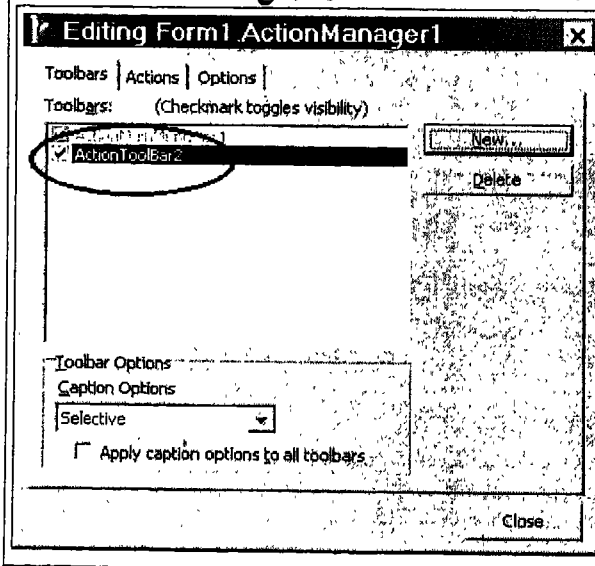 Editing Form1.ActionManager1
Toolbars Actions Options
Toolbars: (Checkmark toggles visibility)
ActionToolBar2
New...
Delete
Toolbar Options
Caption Options
Selective
Apply caption options to all toolbars
Close